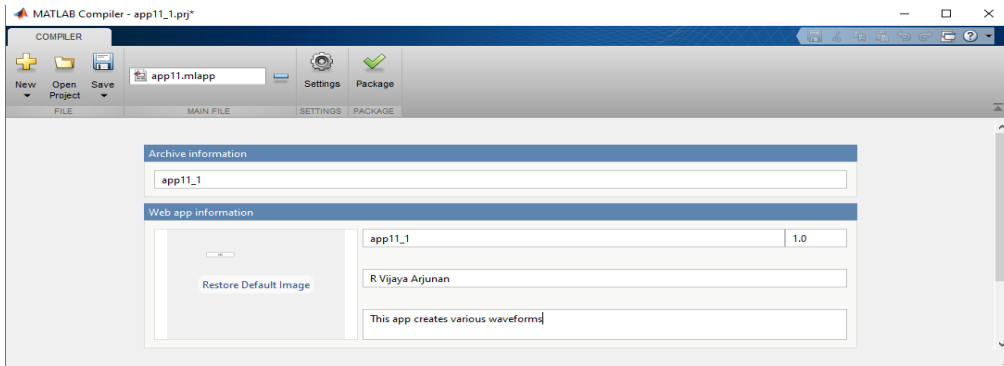 MATLAB Compiler - app11_1.prj*
COMPILER
New
Open Project
Save
app11.mlapp
Settings
Package
FILE
MAIN FILE
SETTINGS
PACKAGE
Archive information
app11_1
Web app information
app11_1
1.0
Restore Default Image
R Vijaya Arjunan
This app creates various waveforms